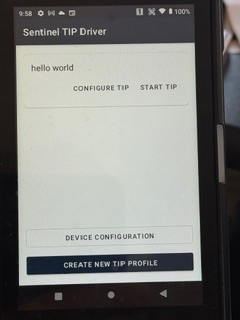 9:58 100%
Sentinel TIP Driver
hello world
CONFIGURE TIP START TIP
DEVICE CONFIGURATION
CREATE NEW TIP PROFILE